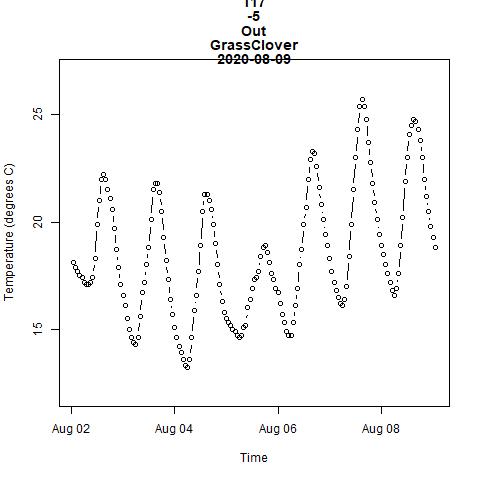 117
-5
Out
GrassClover
2020-08-09
Temperature (degrees C)
25
20
15
Aug 02 Aug 04 Aug 06 Aug 08
Time